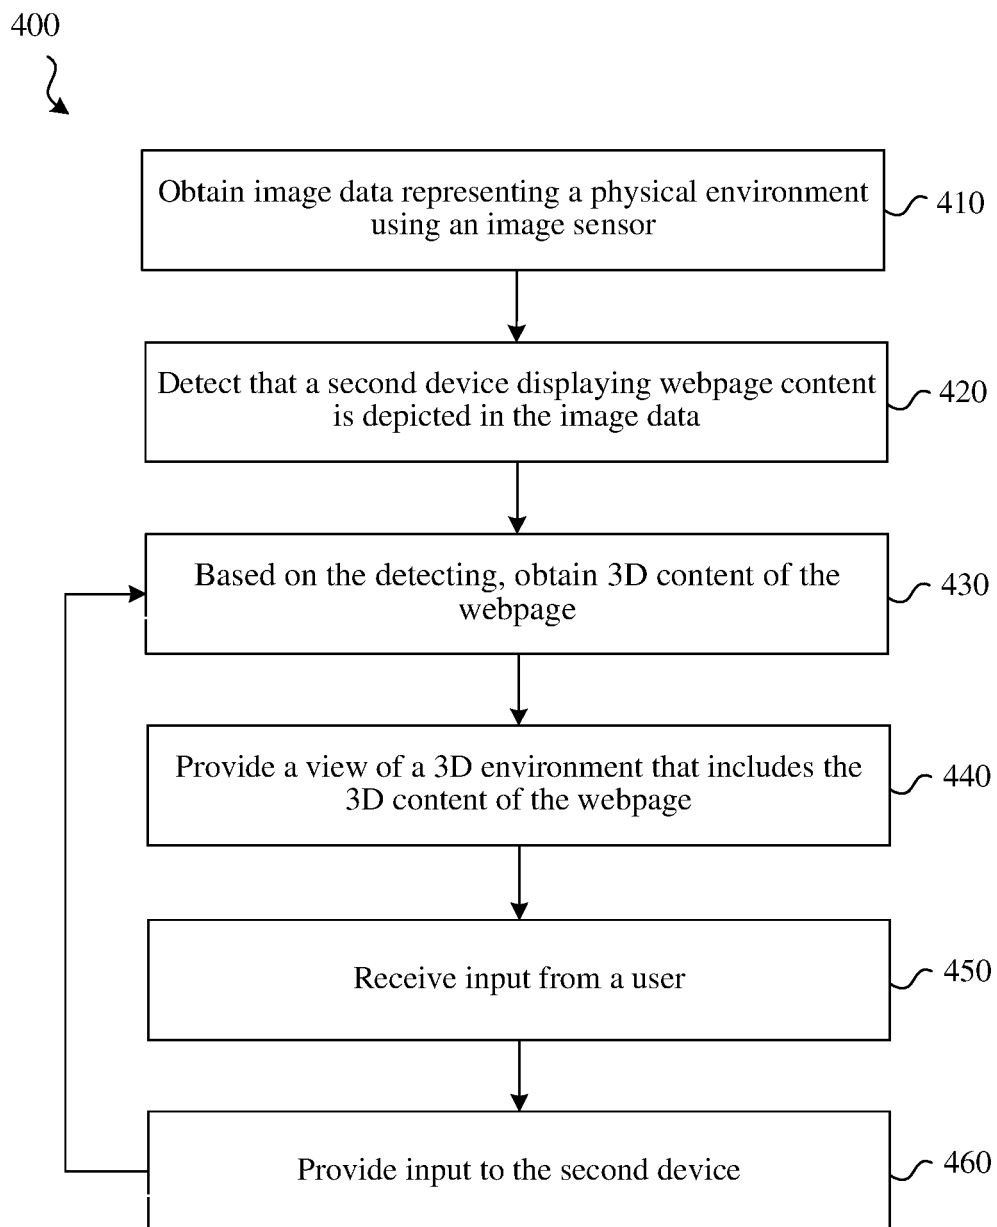 400
Obtain image data representing a physical environment
using an image sensor
410
Detect that a second device displaying webpage content
is depicted in the image data
420
Based on the detecting, obtain 3D content of the
webpage
430
Provide a view of a 3D environment that includes the
3D content of the webpage
440
Receive input from a user
450
Provide input to the second device
460